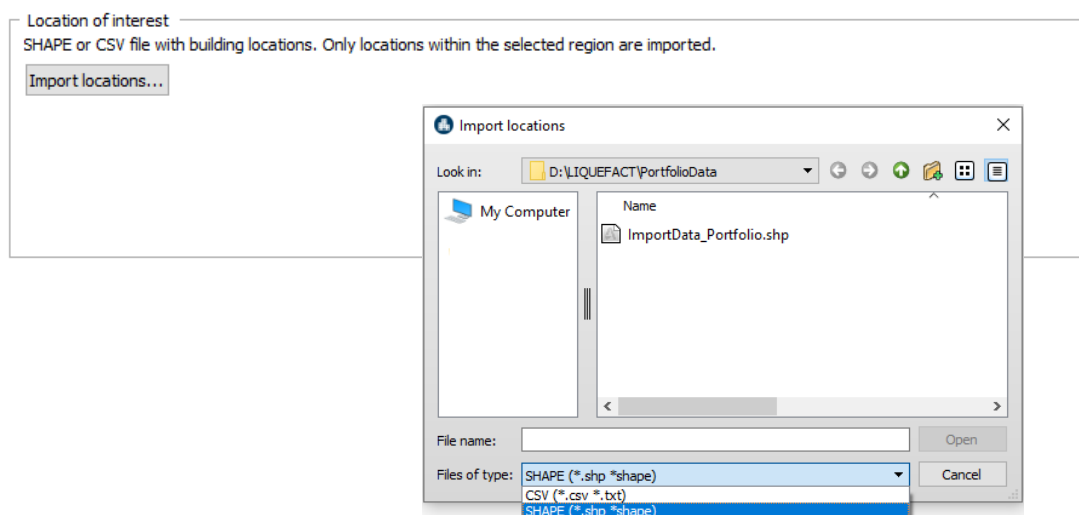 Location of interest
SHAPE or CSV file with building locations. Only locations within the selected region are imported.
Import locations...
Import locations
Look in:
D:\LIQUEFACT\PortfolioData
My Computer
Name
ImportData_Portfolio.shp
File name:
Open
Files of type:
SHAPE (*.shp *shape)
Cancel
CSV (*.csv *.txt)
SHAPE (*.shp *shape)